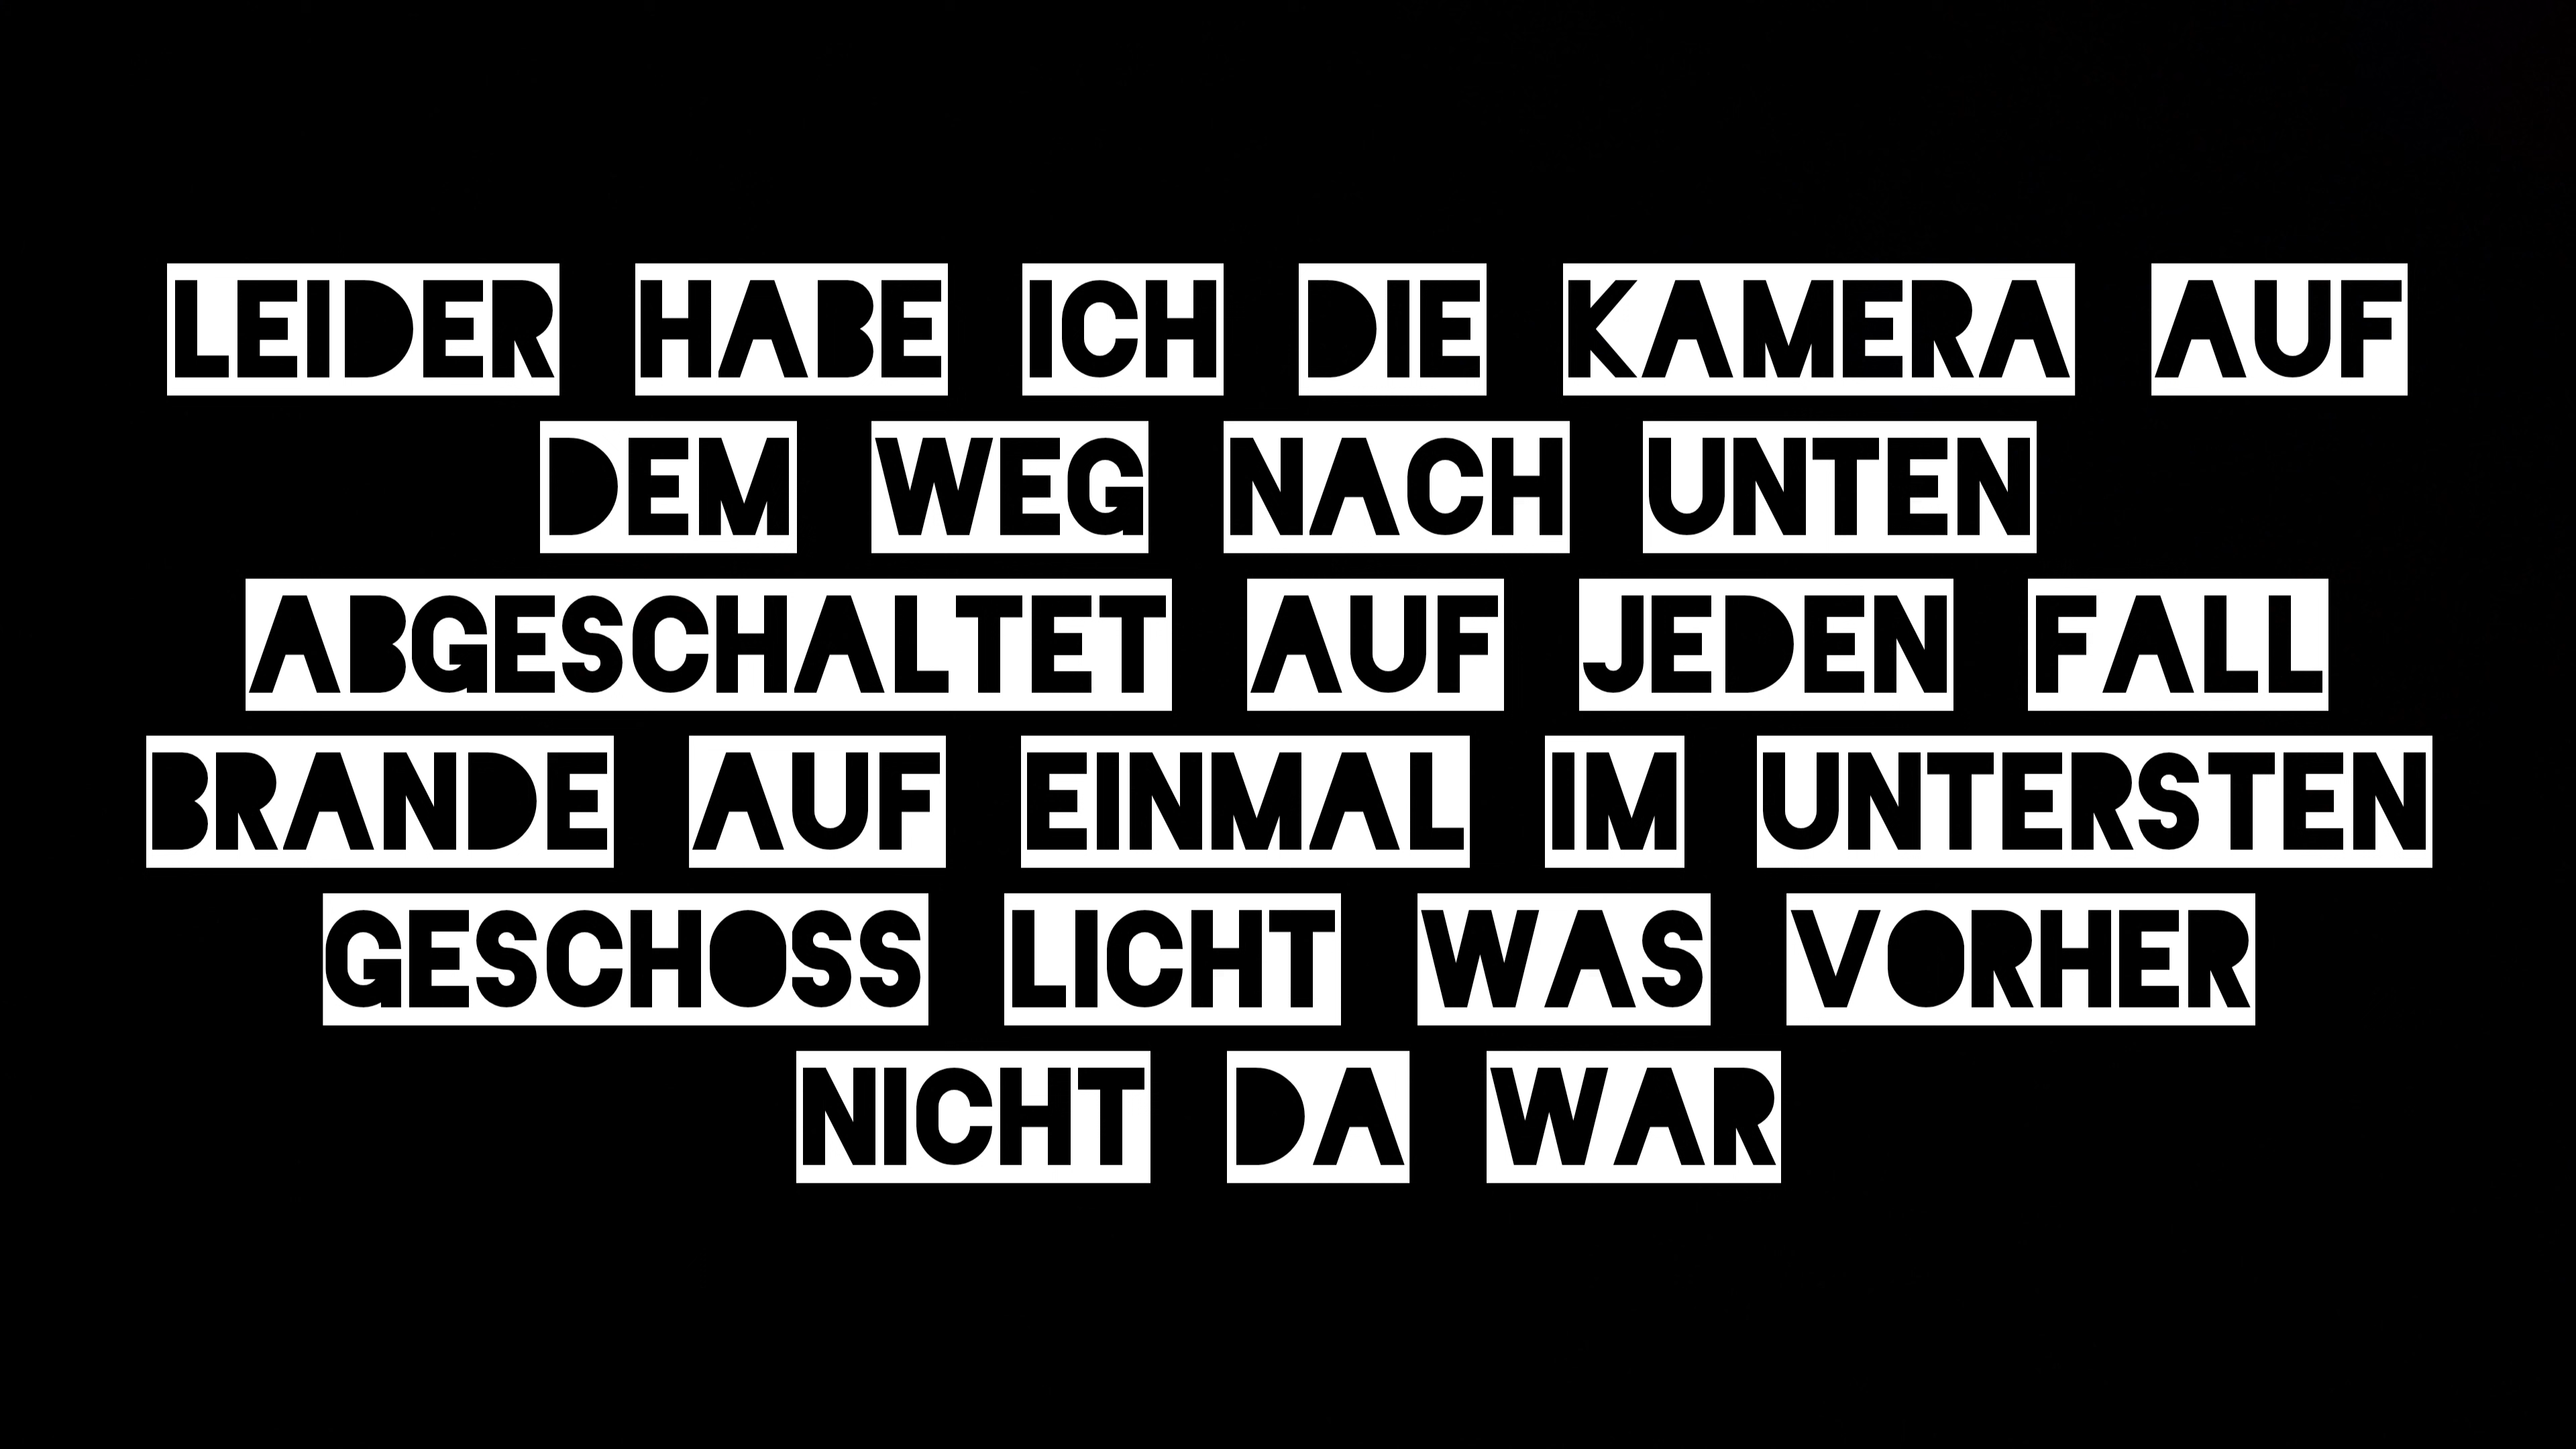 LEIDER HABE ICH DIE KAMERA AUF
DEM WEG NACH UNTEN
ABGESCHALTET AUF JEDEN FALL
BRANDE AUF EINMAL IM UNTERSTEN
GESCHOSS LICHT WAS VORHER
NICHT DA WAR